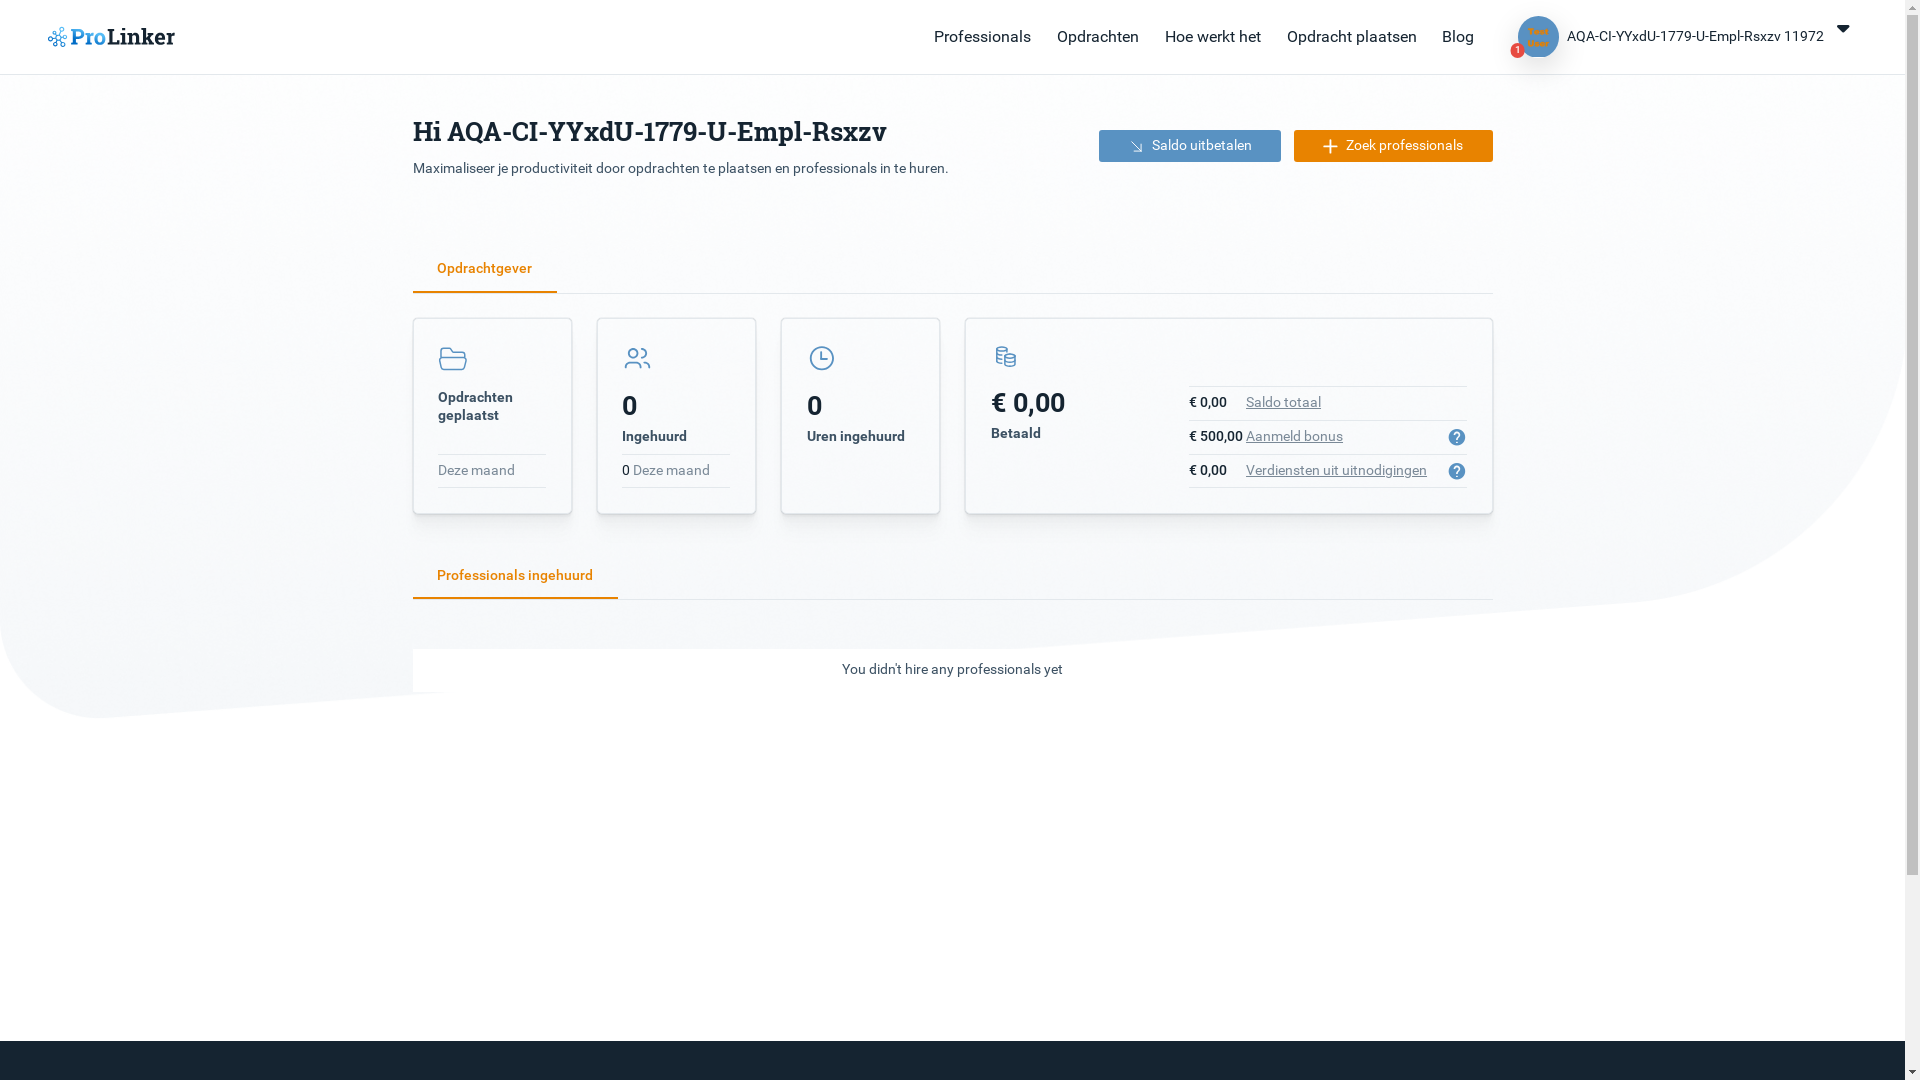 ProLinker
Professionals Opdrachten Hoe werkt het Opdracht plaatsen Blog
Test User
1
AQA-CI-YYxdU-1779-U-Empl-Rsxzv 11972
Hi AQA-CI-YYxdU-1779-U-Empl-Rsxzv
Maximaliseer je productiviteit door opdrachten te plaatsen en professionals in te huren.
Saldo uitbetalen
Zoek professionals
Opdrachtgever
Opdrachten
geplaatst
Deze maand
0
Ingehuurd
0 Deze maand
0
Uren ingehuurd
€ 0,00
Betaald
€ 0,00 Saldo totaal
€ 500,00 Aanmeld bonus ?
€ 0,00 Verdiensten uit uitnodigingen ?
Professionals ingehuurd
You didn't hire any professionals yet